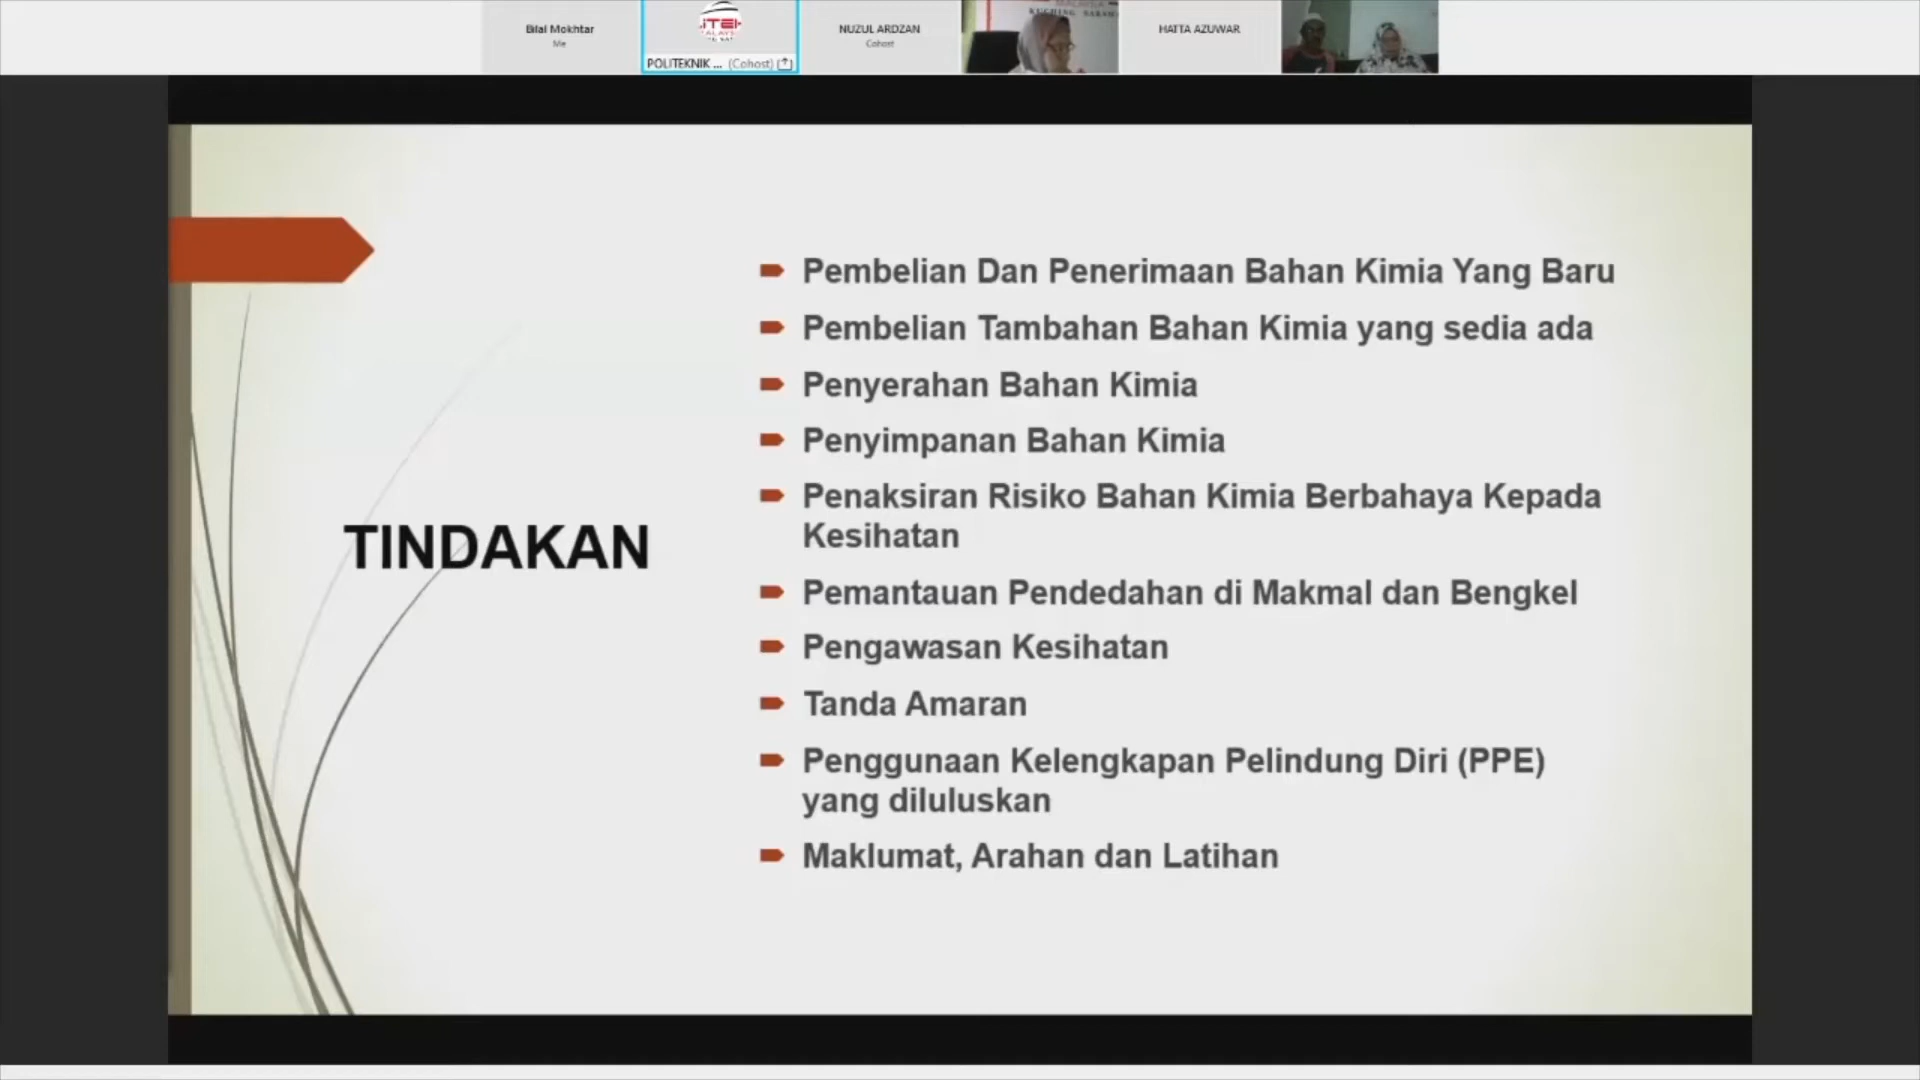 Bilal Mokhtar
Me
POLITEKNIK ... (Cohost)
NUZUL ARDZAN
Cohost
HATTA AZUWAR
TINDAKAN
Pembelian Dan Penerimaan Bahan Kimia Yang Baru
Pembelian Tambahan Bahan Kimia yang sedia ada
Penyerahan Bahan Kimia
Penyimpanan Bahan Kimia
Penaksiran Risiko Bahan Kimia Berbahaya Kepada
Kesihatan
Pemantauan Pendedahan di Makmal dan Bengkel
Pengawasan Kesihatan
Tanda Amaran
Penggunaan Kelengkapan Pelindung Diri (PPE)
yang diluluskan
Maklumat, Arahan dan Latihan